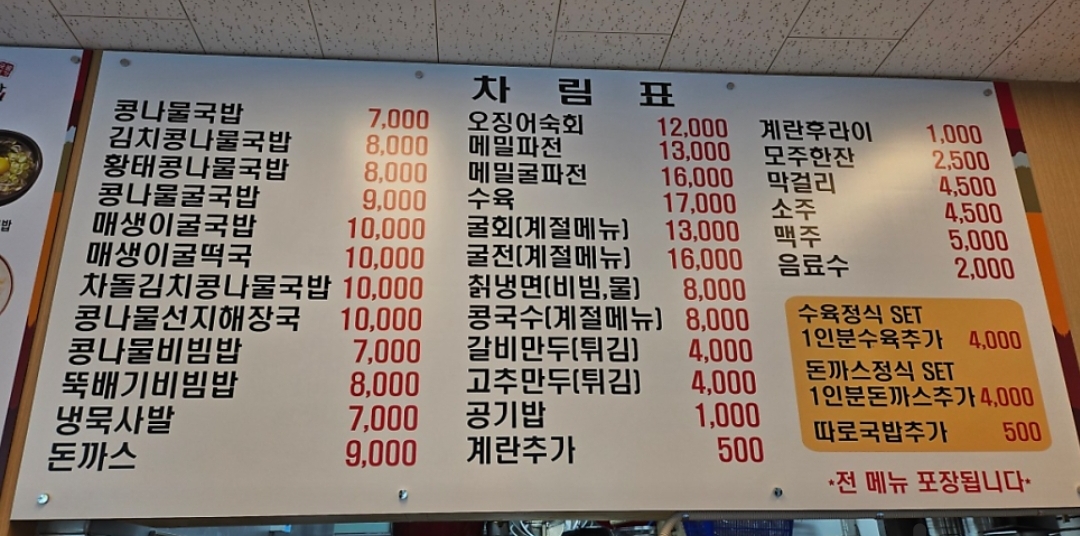 차 림 표
콩나물국밥 7,000
김치콩나물국밥 8,000
황태콩나물국밥 8,000
콩나물굴국밥 9,000
매생이굴국밥 10,000
매생이굴떡국 10,000
차돌김치콩나물국밥 10,000
콩나물선지해장국 10,000
콩나물비빔밥 7,000
뚝배기비빔밥 8,000
냉묵사발 7,000
돈까스 9,000
오징어숙회 12,000
메밀파전 13,000
메밀굴파전 16,000
수육 17,000
굴회(계절메뉴) 13,000
굴전(계절메뉴) 16,000
칡냉면(비빔,물) 8,000
콩국수(계절메뉴) 8,000
갈비만두(튀김) 4,000
고추만두(튀김) 4,000
공기밥 1,000
계란추가 500
계란후라이 1,000
모주한잔 2,500
막걸리 4,500
소주 4,500
맥주 5,000
음료수 2,000
수육정식 SET
1인분수육추가 4,000
돈까스정식 SET
1인분돈까스추가 4,000
따로국밥추가 500
*전 메뉴 포장됩니다*